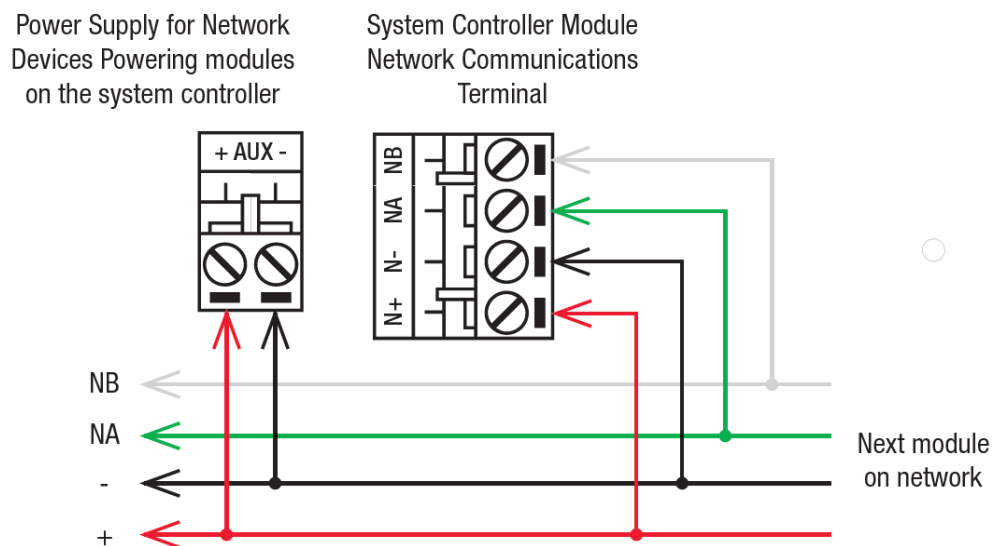 Power Supply for Network
Devices Powering modules
on the system controller
System Controller Module
Network Communications
Terminal
+ AUX -
NB
NA
N-
N+
NB
NA
-
+
Next module
on network